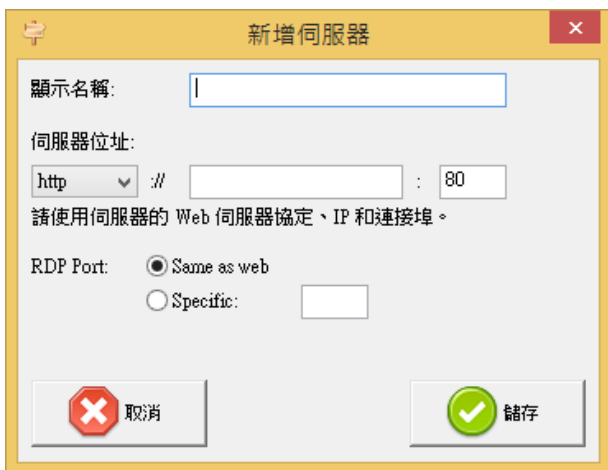 新增伺服器
顯示名稱:
伺服器位址:
http :// : 80
請使用伺服器的 Web 伺服器協定、IP 和連接埠。
RDP Port: Same as web
Specific:
取消 儲存